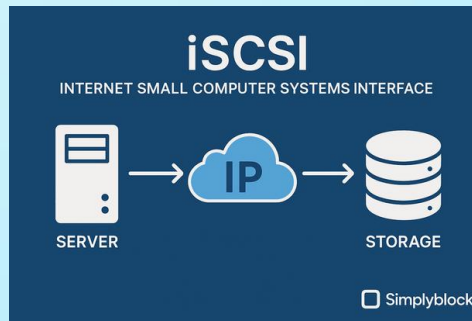 iSCSI
INTERNET SMALL COMPUTER SYSTEMS INTERFACE
IP
SERVER
STORAGE
Simplyblock